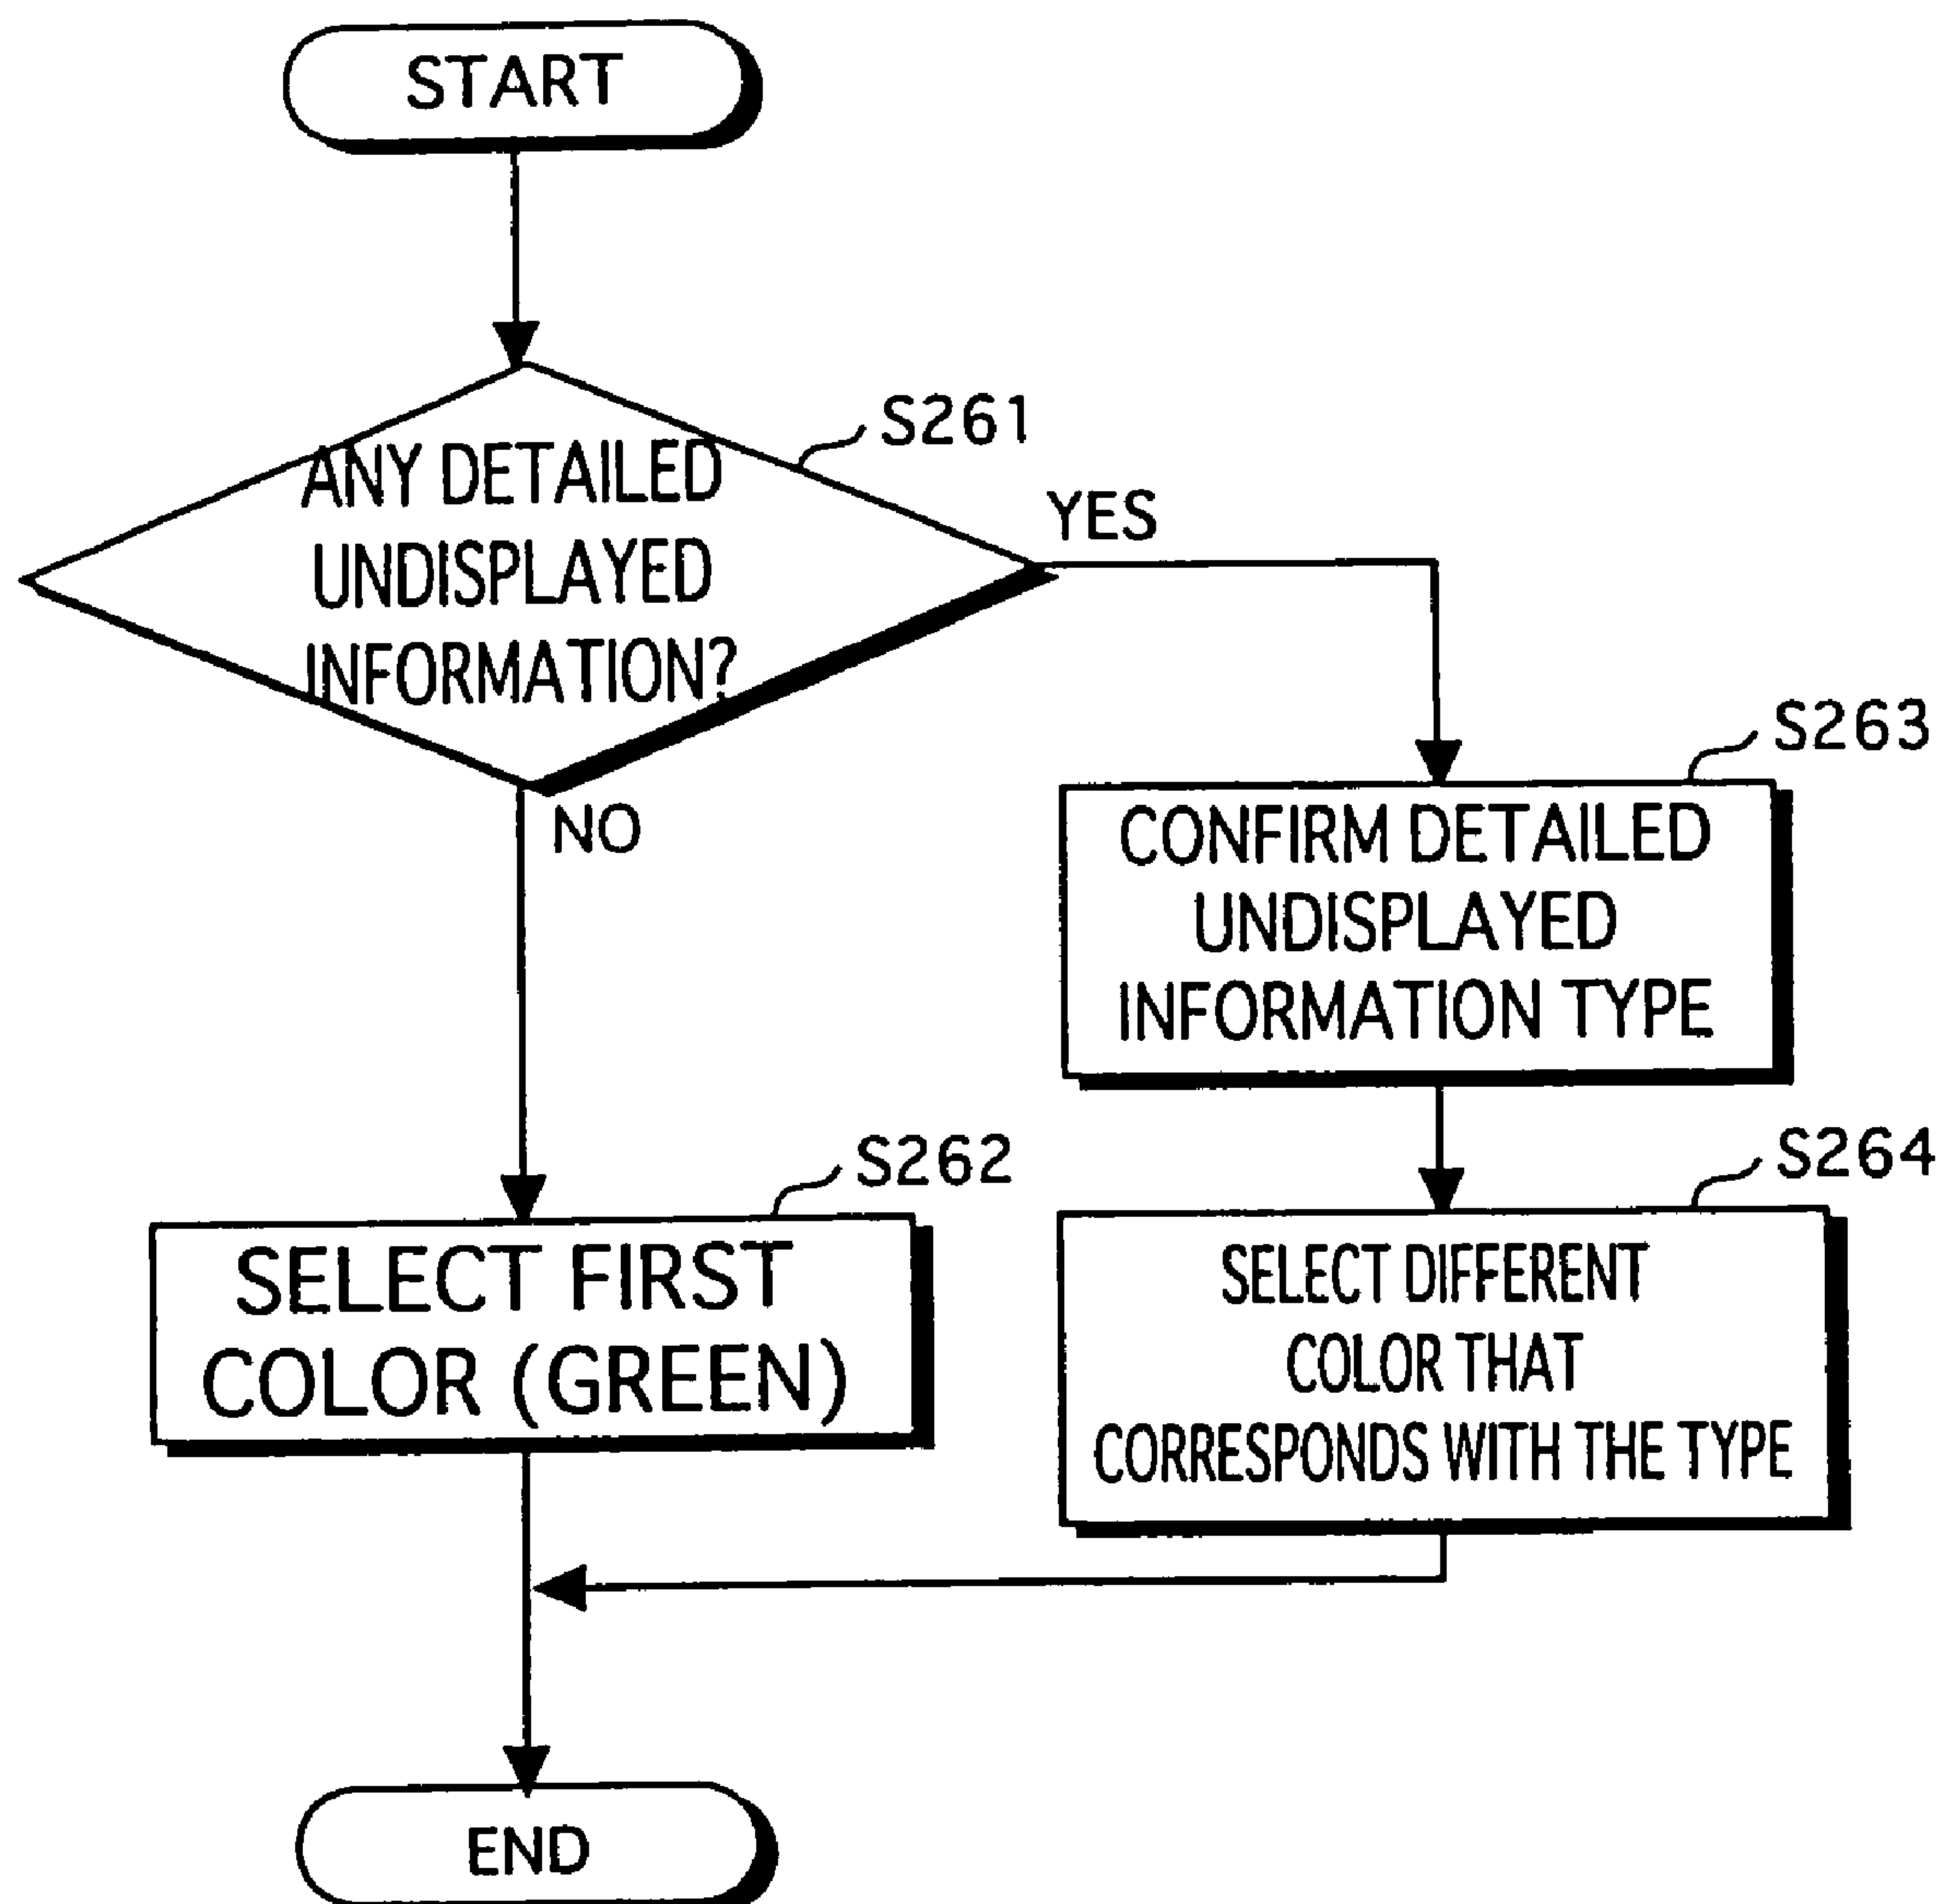 START
S261
ANY DETAILED
UNDISPLAYED
INFORMATION?
YES
NO
S263
CONFIRM DETAILED
UNDISPLAYED
INFORMATION TYPE
S262
SELECT FIRST
COLOR (GREEN)
S264
SELECT DIFFERENT
COLOR THAT
CORRESPONDS WITH THE TYPE
END